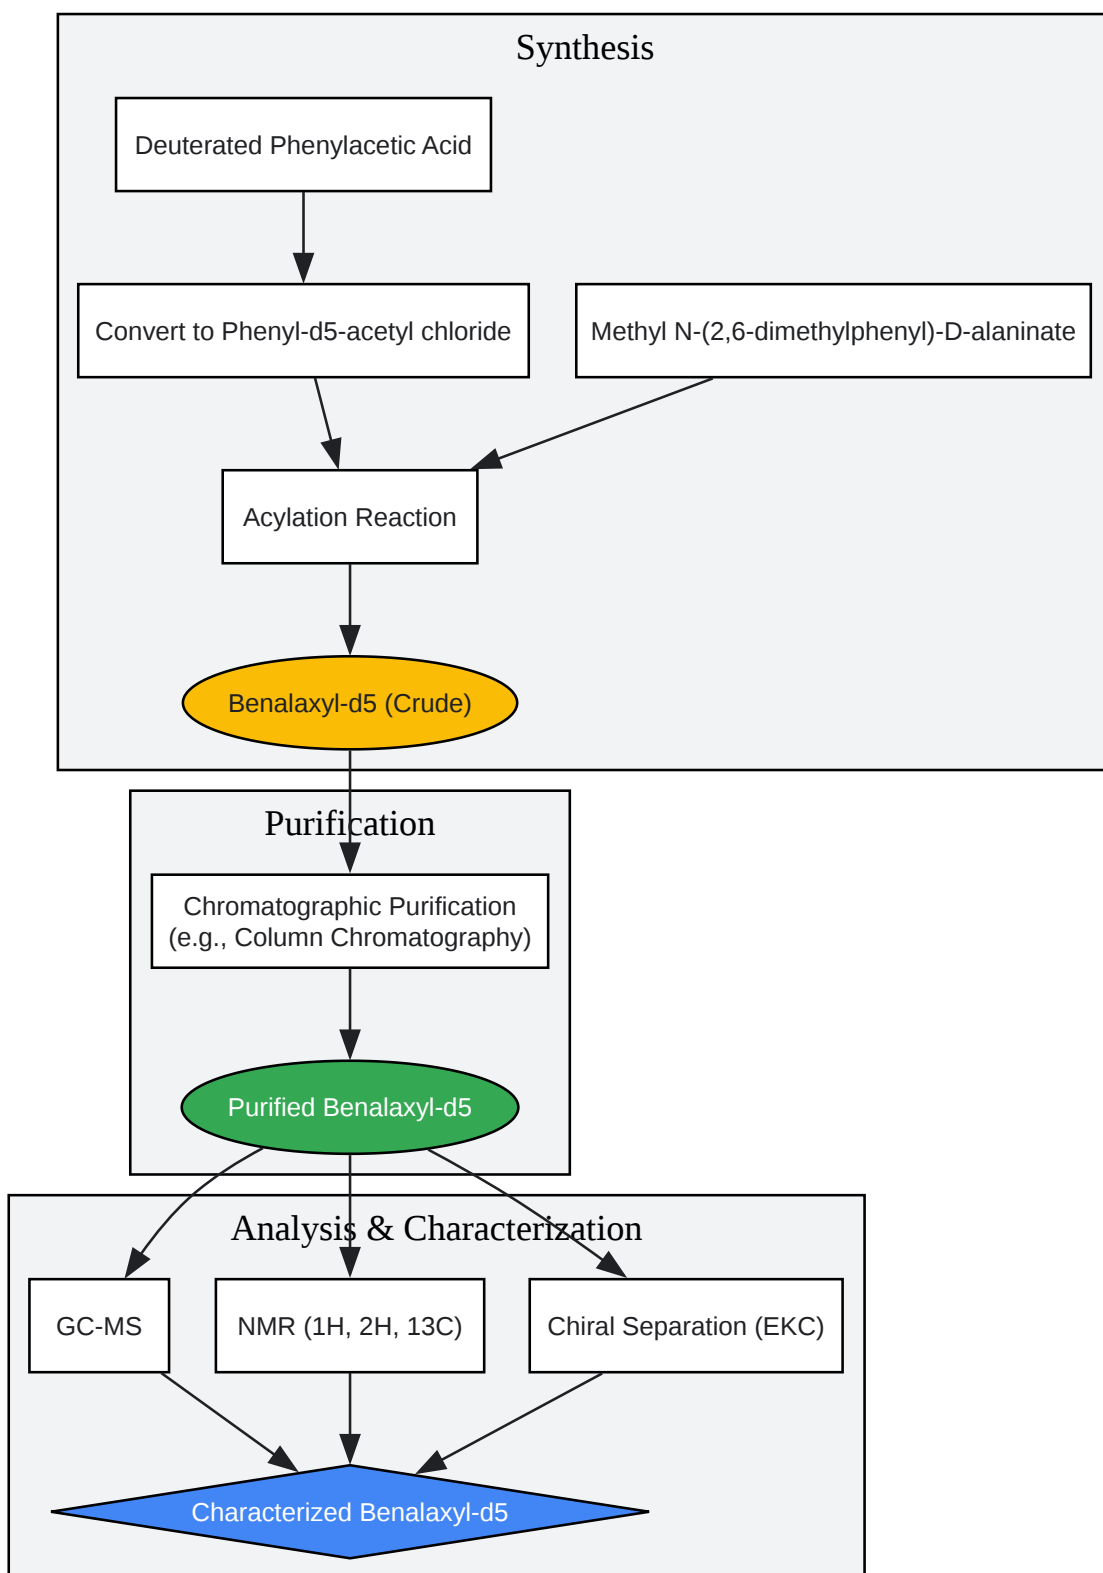 Synthesis
Deuterated Phenylacetic Acid
Convert to Phenyl-d5-acetyl chloride
Methyl N-(2,6-dimethylphenyl)-D-alaninate
Acylation Reaction
Benalaxyl-d5 (Crude)
Purification
Chromatographic Purification
(e.g., Column Chromatography)
Purified Benalaxyl-d5
Analysis & Characterization
GC-MS
NMR (1H, 2H, 13C)
Chiral Separation (EKC)
Characterized Benalaxyl-d5